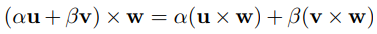 (αu + βv) × w = α(u × w) + β(v × w)